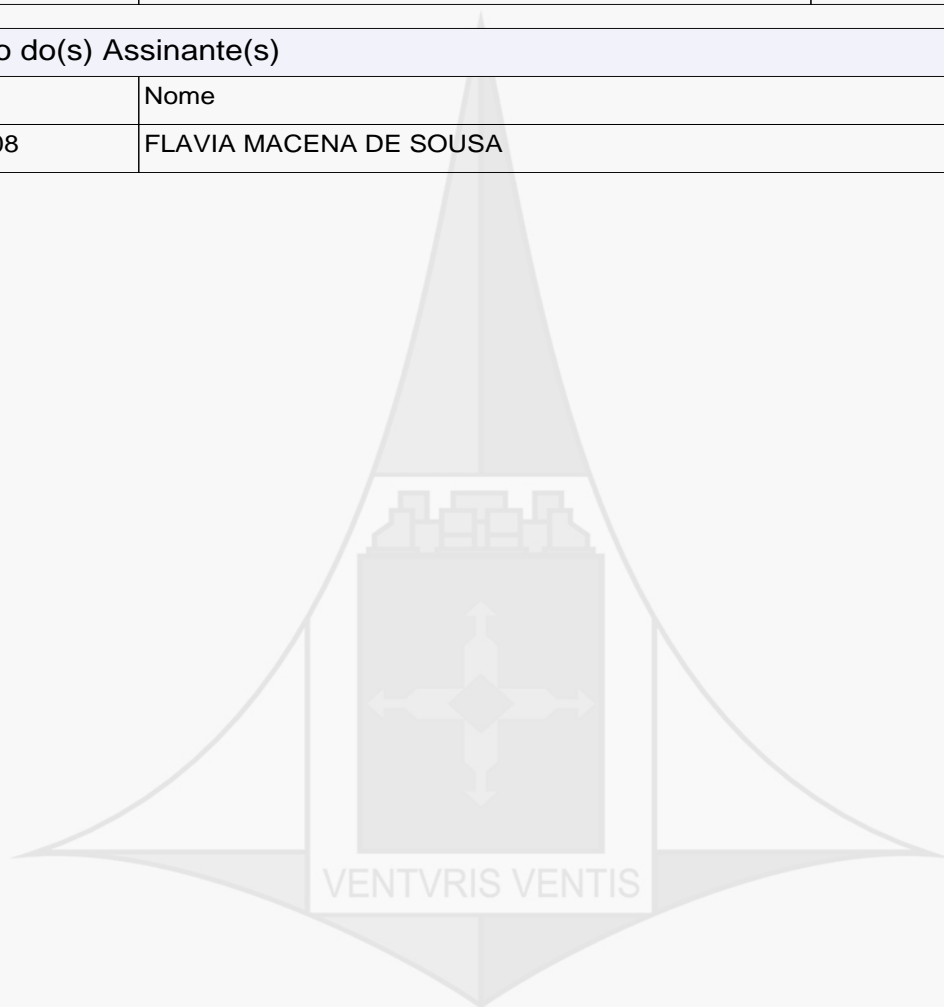 o do(s) Assinante(s)
Nome
08 FLAVIA MACENA DE SOUSA
VENTVRIS VENTIS